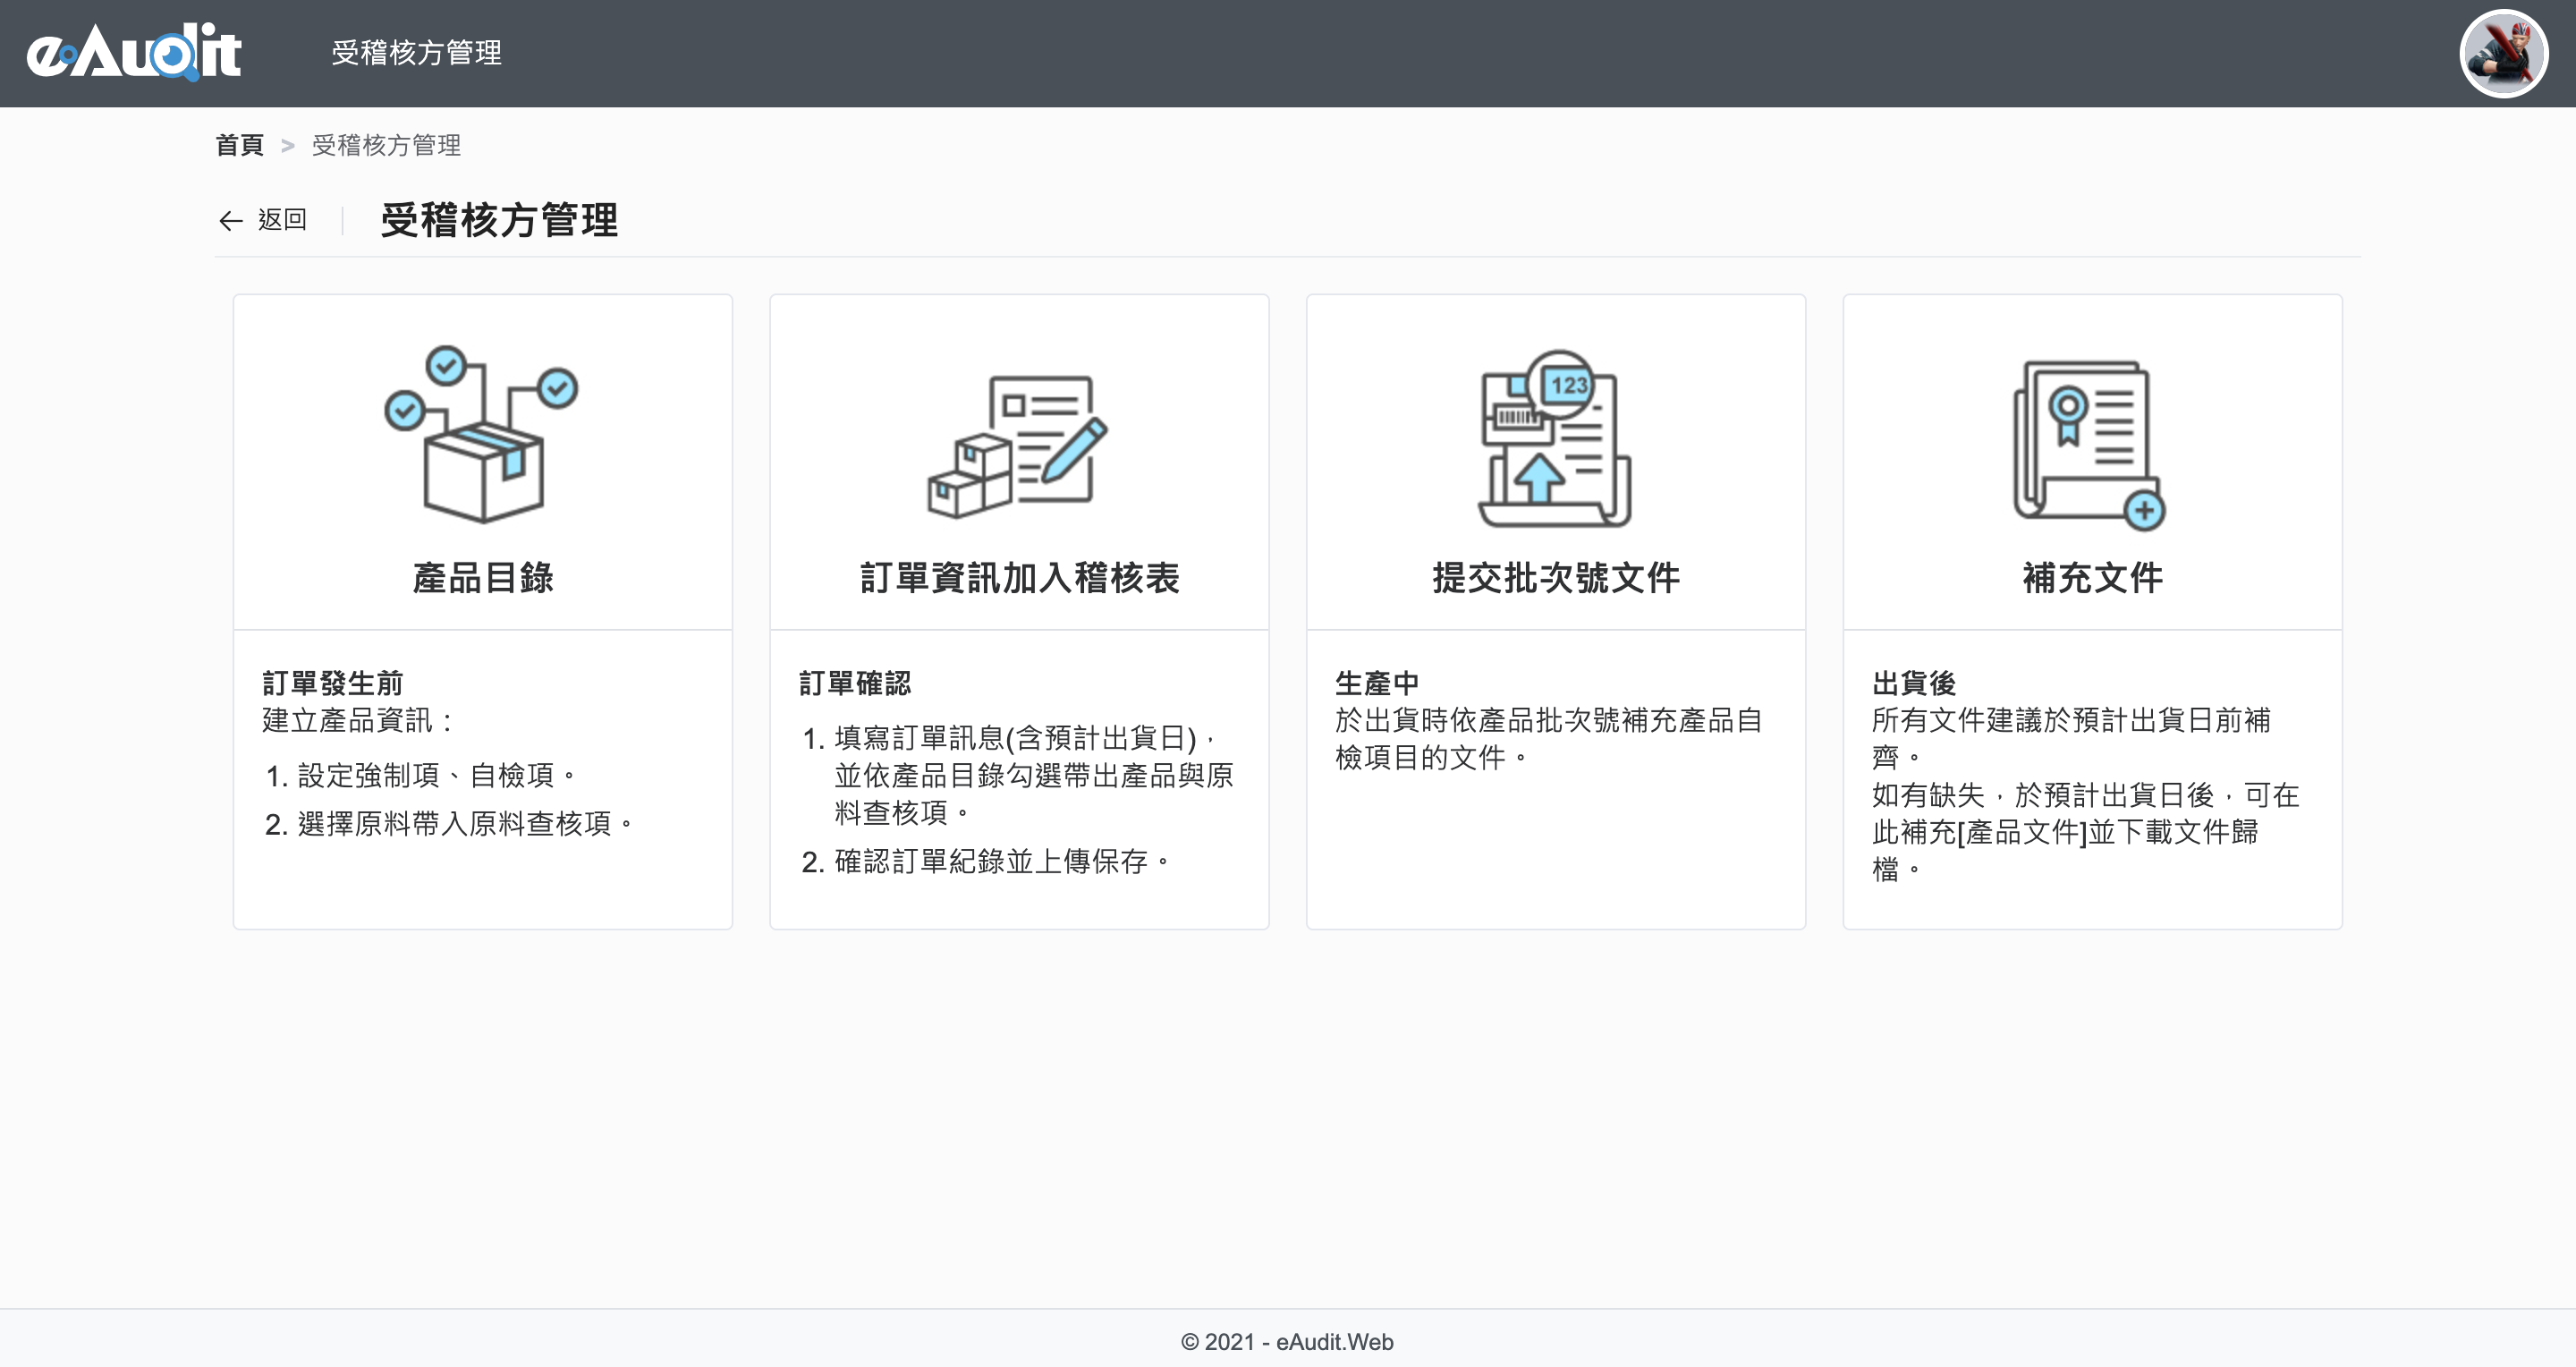 eAudit
受稽核方管理
首頁 > 受稽核方管理
← 返回
受稽核方管理
產品目錄
訂單發生前
建立產品資訊：
1. 設定強制項、自檢項。
2. 選擇原料帶入原料查核項。
訂單資訊加入稽核表
訂單確認
1. 填寫訂單訊息(含預計出貨日)，
並依產品目錄勾選帶出產品與原
料查核項。
2. 確認訂單紀錄並上傳保存。
123
提交批次號文件
生產中
於出貨時依產品批次號補充產品自
檢項目的文件。
補充文件
出貨後
所有文件建議於預計出貨日前補
齊。
如有缺失，於預計出貨日後，可在
此補充[產品文件]並下載文件歸
檔。
© 2021 - eAudit.Web